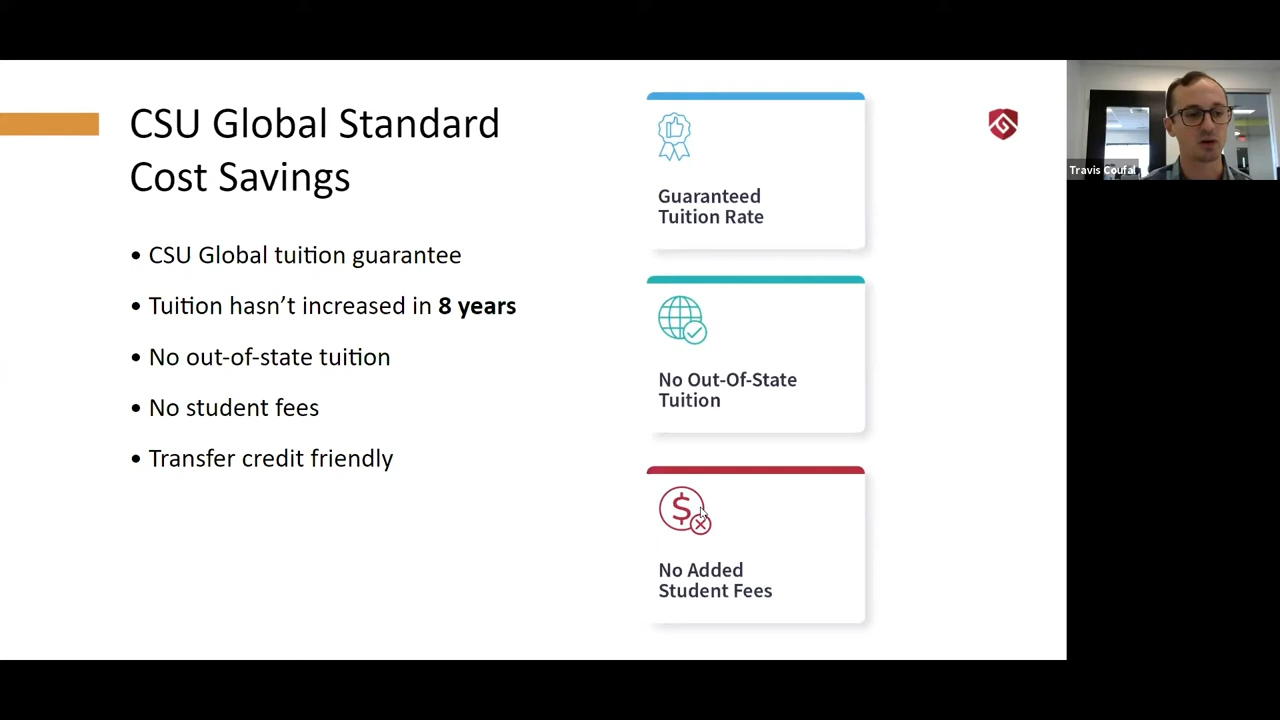 CSU Global Standard
Cost Savings
• CSU Global tuition guarantee
• Tuition hasn’t increased in 8 years
• No out-of-state tuition
• No student fees
• Transfer credit friendly
Guaranteed
Tuition Rate
No Out-Of-State
Tuition
$
No Added
Student Fees
Travis Coufal